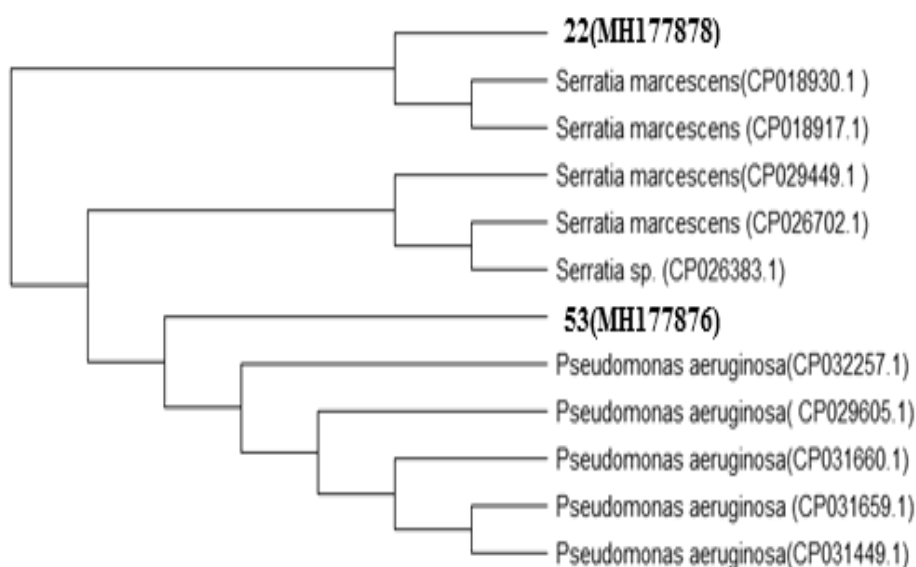 22(MH177878)
Serratia marcescens(CP018930.1 )
Serratia marcescens (CP018917.1)
Serratia marcescens(CP029449.1 )
Serratia marcescens (CP026702.1)
Serratia sp. (CP026383.1)
53(MH177876)
Pseudomonas aeruginosa(CP032257.1)
Pseudomonas aeruginosa( CP029605.1)
Pseudomonas aeruginosa(CP031660.1)
Pseudomonas aeruginosa (CP031659.1)
Pseudomonas aeruginosa(CP031449.1)